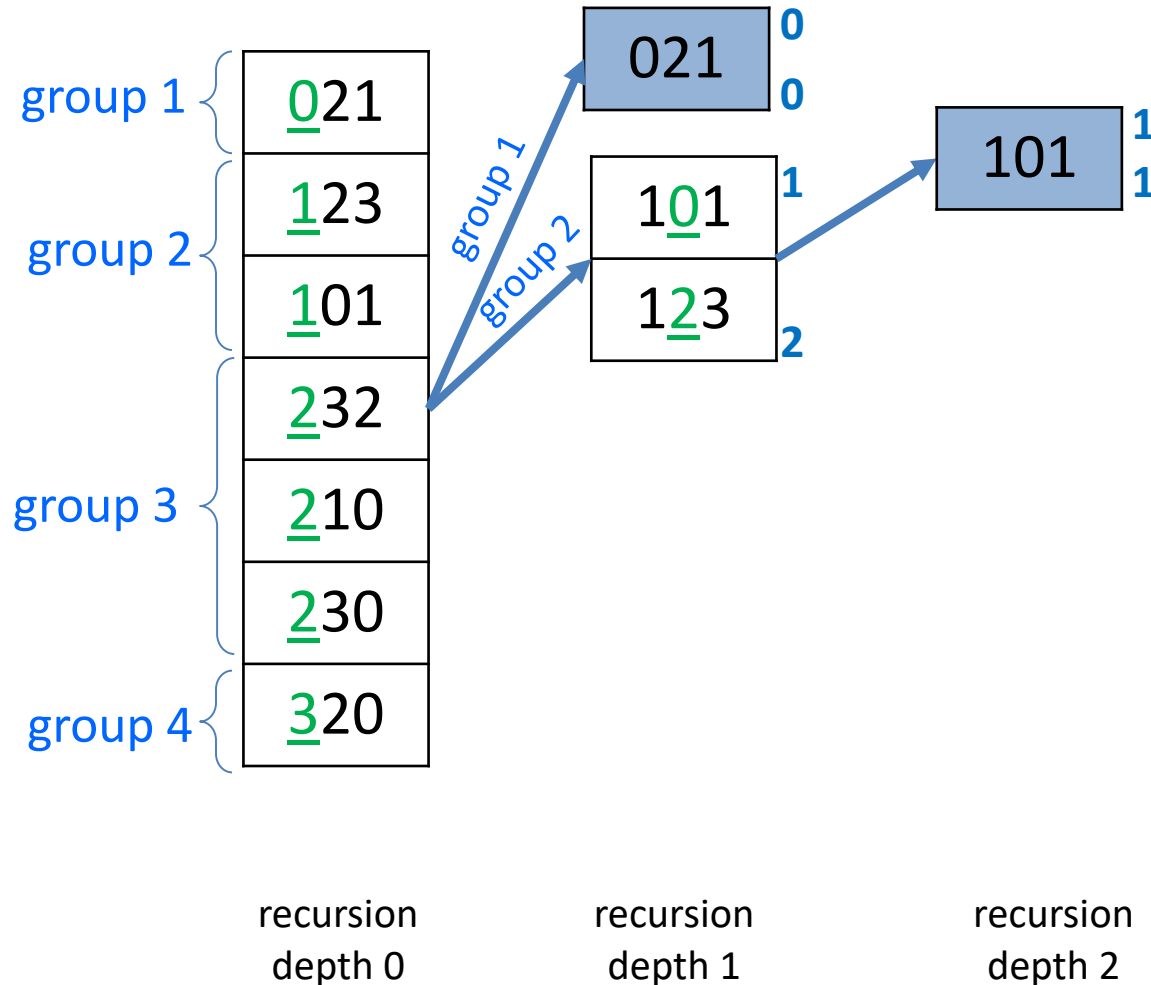 group 1
021
group 2
123
101
group 3
232
210
230
group 4
320
group 1
group 2
021
0
0
101
1
123
2
101
1
1
recursion
depth 0
recursion
depth 1
recursion
depth 2